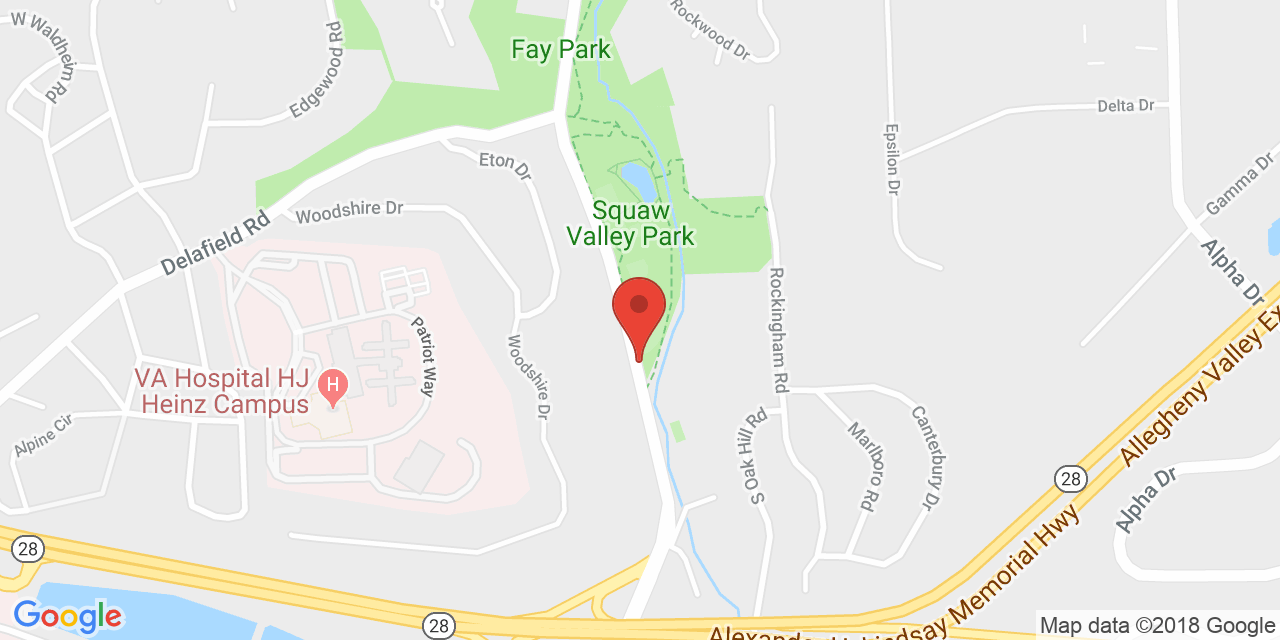 W Waldheim Rd
Edgewood Rd
Fay Park
Rockwood Dr
Delta Dr
Epsilon Dr
Eton Dr
Gamma Dr
Woodshire Dr
Squaw
Valley Park
Delafield Rd
Alpha Dr
Rockingham Rd
Patriot Way
Woodshire Dr
VA Hospital HJ
Heinz Campus
H
Alpine Cir
S Oak Hill Rd
Marlboro Rd
Canterbury Dr
Allegheny Valley Ex
28
Alpha Dr
28
28
Memorial Hwy
Google
Map data ©2018 Google